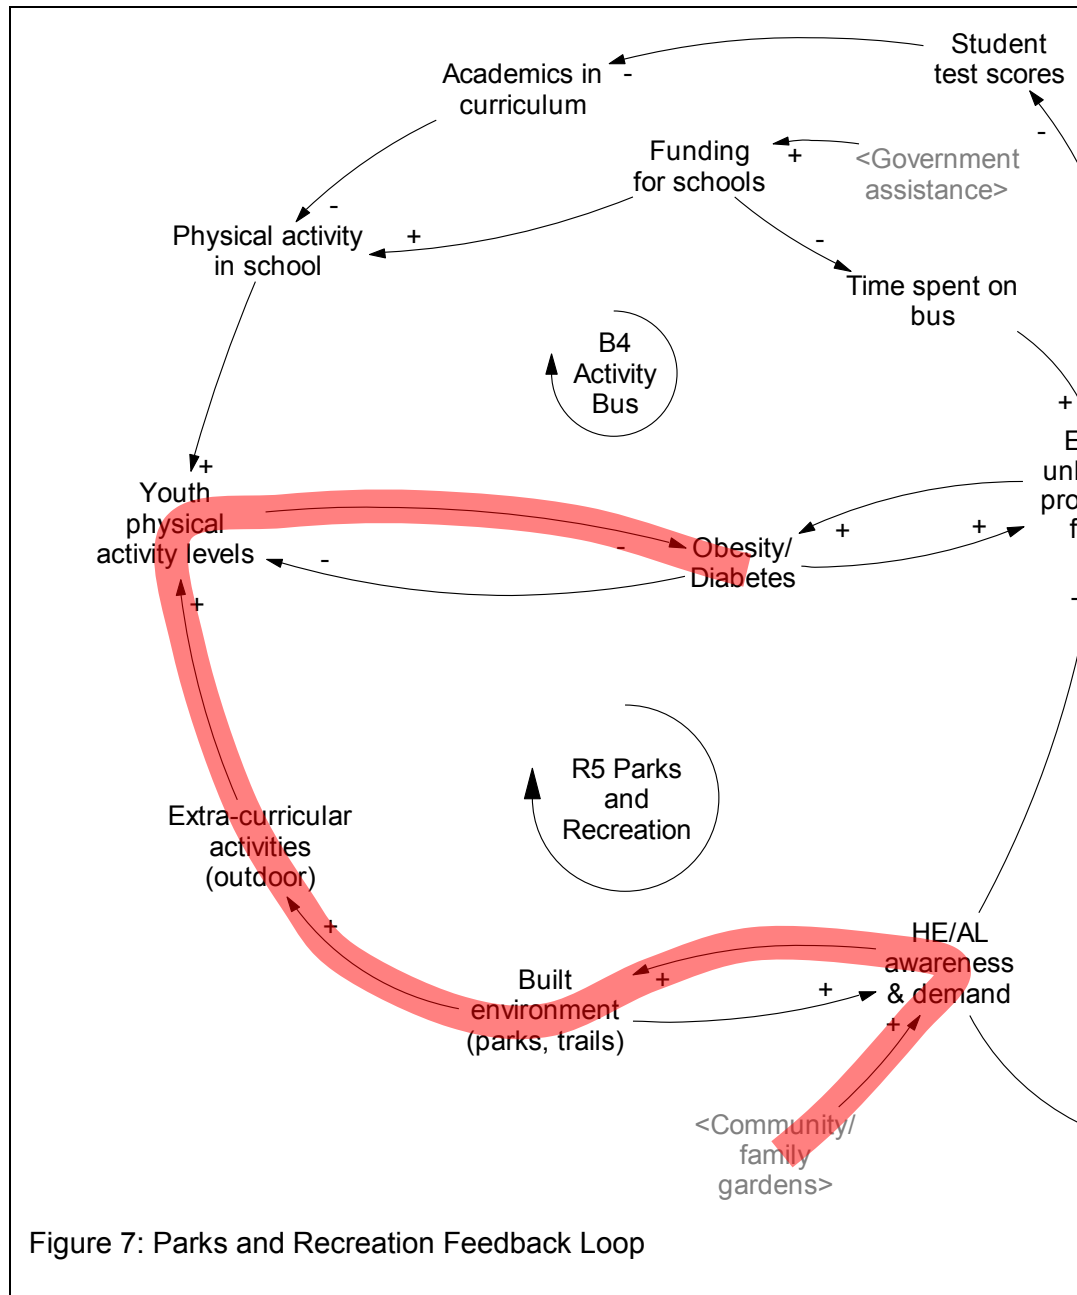 Student
test scores
-
Academics in
curriculum
-
Funding
for schools
+
<Government
assistance>
-
Physical activity
in school
+
-
Time spent on
bus
B4
Activity
Bus
+
+
Youth
physical
activity levels
E
unl
pro
f
+
+
-
Obesity/
Diabetes
-
-
+
R5 Parks
and
Recreation
Extra-curricular
activities
(outdoor)
+
HE/AL
awareness
& demand
+
Built
environment
(parks, trails)
+
+
<Community/
family
gardens>
Figure 7: Parks and Recreation Feedback Loop